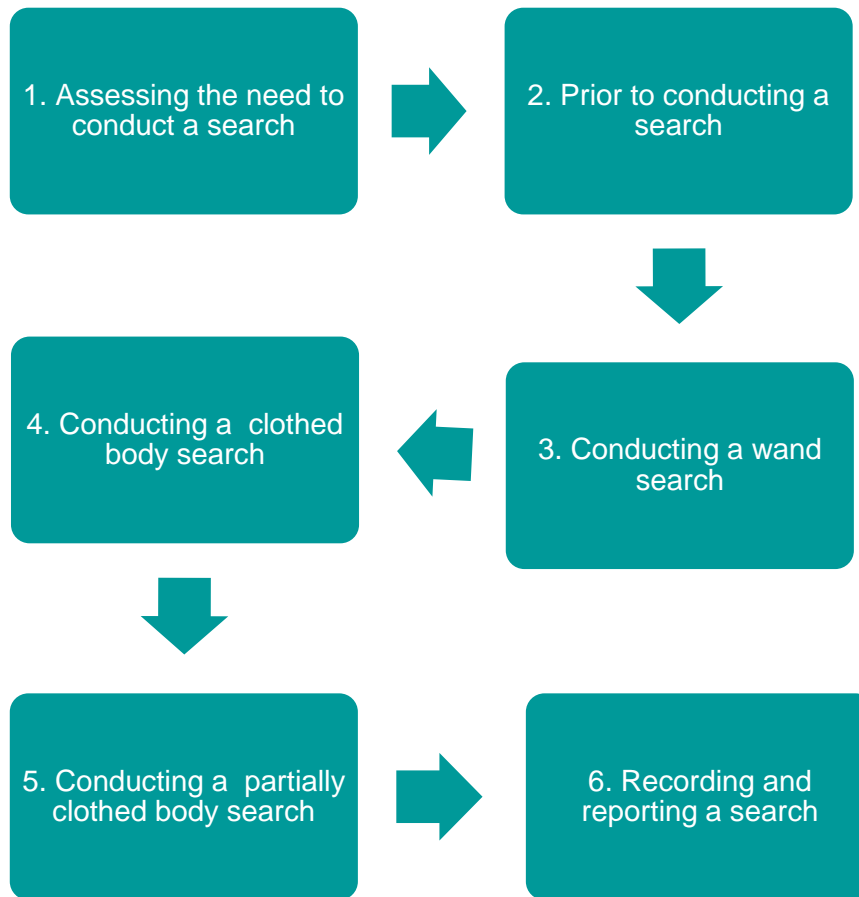 1. Assessing the need to
conduct a search
2. Prior to conducting a
search
3. Conducting a wand
search
4. Conducting a  clothed
body search
5. Conducting a  partially
clothed body search
6. Recording and
reporting a search